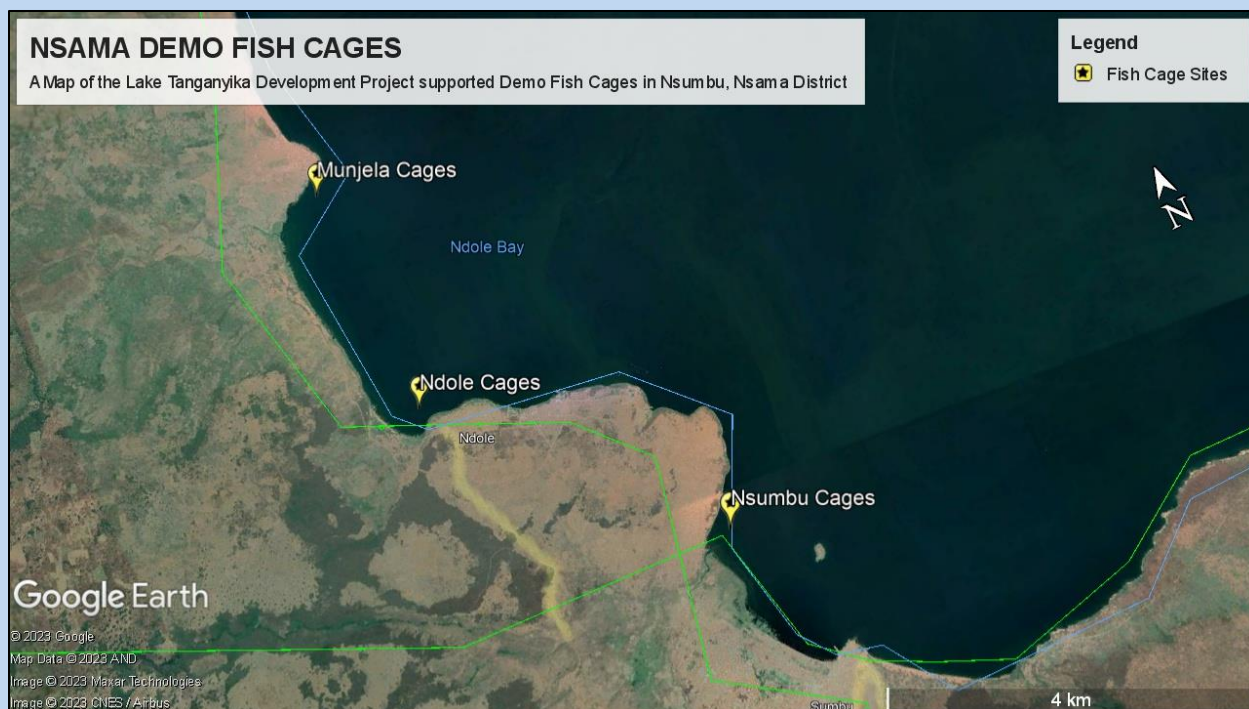 NSAMA DEMO FISH CAGES
A Map of the Lake Tanganyika Development Project supported Demo Fish Cages in Nsumbu, Nsama District
Legend
Fish Cage Sites
Munjela Cages
N
Ndole Bay
Ndole Cages
Ndole
Nsumbu Cages
Google Earth
© 2023 Google
Map Data © 2023 AND
Image © 2023 Maxar Technologies
Image © 2023 CNES / Airbus
Sumbu
4 km